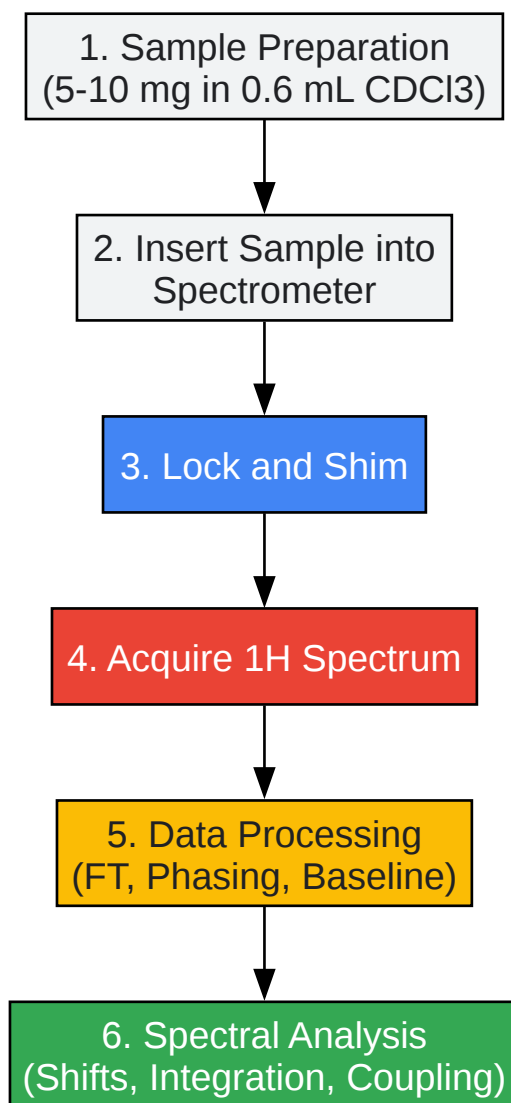 1. Sample Preparation
(5-10 mg in 0.6 mL CDCl3)
2. Insert Sample into
Spectrometer
3. Lock and Shim
4. Acquire 1H Spectrum
5. Data Processing
(FT, Phasing, Baseline)
6. Spectral Analysis
(Shifts, Integration, Coupling)